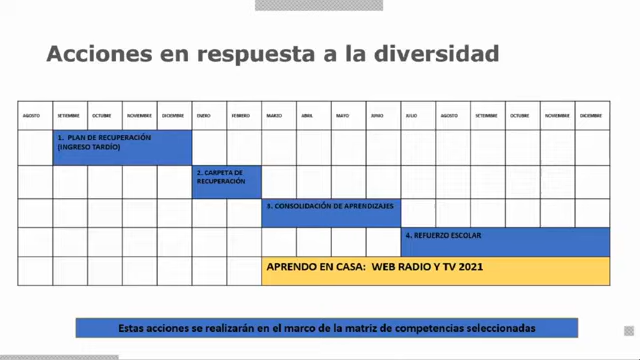 Acciones en respuesta a la diversidad
AGOSTO SETIEMBRE OCTUBRE NOVIEMBRE DICIEMBRE ENERO FEBRERO MARZO ABRIL MAYO JUNIO JULIO AGOSTO SETIEMBRE OCTUBRE NOVIEMBRE DICIEMBRE
1. PLAN DE RECUPERACIÓN
(INGRESO TARDÍO)
2. CARPETA DE
RECUPERACIÓN
3. CONSOLIDACIÓN DE APRENDIZAJES
4. REFUERZO ESCOLAR
APRENDO EN CASA: WEB RADIO Y TV 2021
Estas acciones se realizarán en el marco de la matriz de competencias seleccionadas